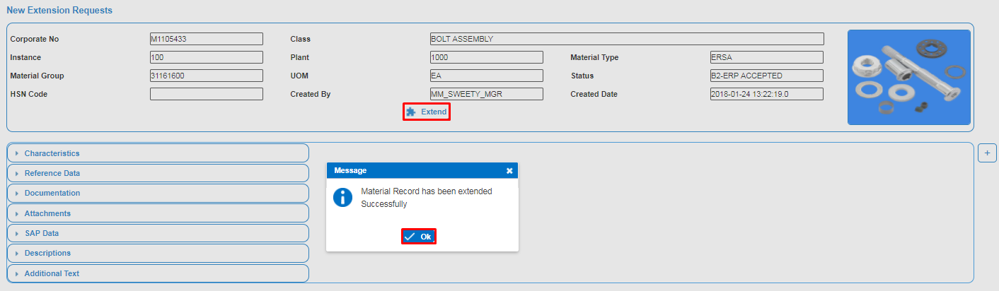 New Extension Requests
Corporate No M1105433 Class BOLT ASSEMBLY
Instance 100 Plant 1000 Material Type ERSA
Material Group 31161600 UOM EA Status B2-ERP ACCEPTED
HSN Code Created By MM_SWEETY_MGR Created Date 2018-01-24 13:22:19.0
Extend
Characteristics
Reference Data
Documentation
Attachments
SAP Data
Descriptions
Additional Text
+
Message
Material Record has been extended
Successfully
Ok